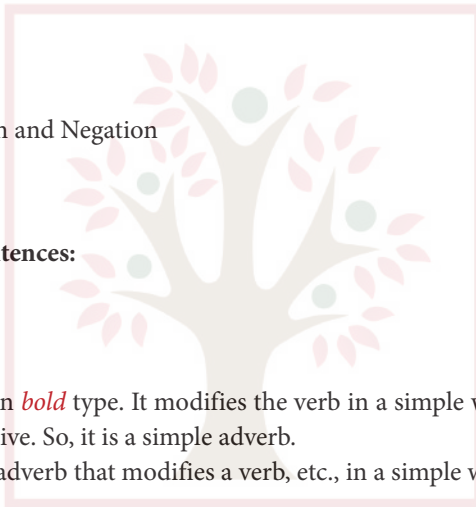 n and Negation
tences:
n bold type. It modifies the verb in a simple w
ive. So, it is a simple adverb.
adverb that modifies a verb, etc., in a simple w